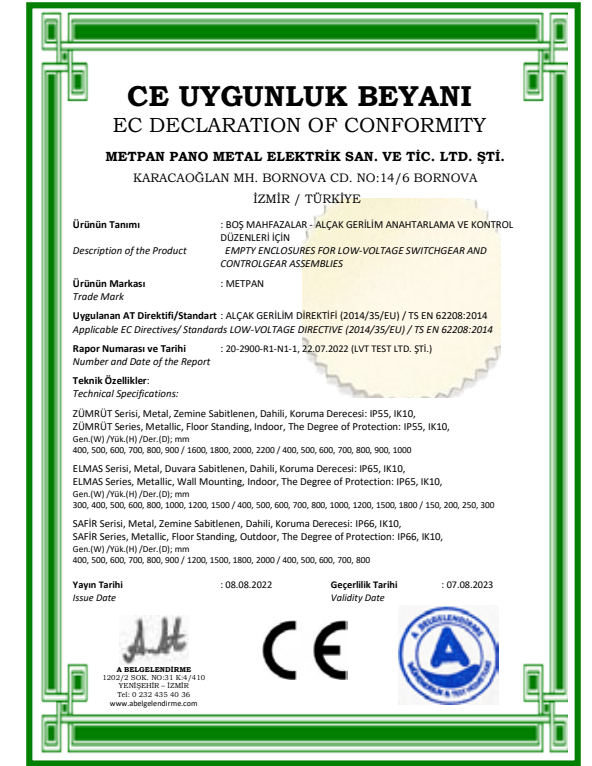 CE UYGUNLUK BEYANI
EC DECLARATION OF CONFORMITY
METPAN PANO METAL ELEKTRİK SAN. VE TİC. LTD. ŞTİ.
KARACAOĞLAN MH. BORNOVA CD. NO:14/6 BORNOVA
İZMİR / TÜRKİYE
Ürünün Tanımı : BOŞ MAHFAZALAR - ALÇAK GERİLİM ANAHTARLAMA VE KONTROL
DÜZENLERİ İÇİN
Description of the Product EMPTY ENCLOSURES FOR LOW-VOLTAGE SWITCHGEAR AND
CONTROLGEAR ASSEMBLIES
Ürünün Markası : METPAN
Trade Mark
Uygulanan AT Direktifi/Standart : ALÇAK GERİLİM DİREKTİFİ (2014/35/EU) / TS EN 62208:2014
Applicable EC Directives/ Standards LOW-VOLTAGE DIRECTIVE (2014/35/EU) / TS EN 62208:2014
Rapor Numarası ve Tarihi : 20-2900-R1-N1-1, 22.07.2022 (LVT TEST LTD. ŞTİ.)
Number and Date of the Report
Teknik Özellikler:
Technical Specifications:
ZÜMRÜT Serisi, Metal, Zemine Sabitlenen, Dahili, Koruma Derecesi: IP55, IK10,
ZÜMRÜT Series, Metallic, Floor Standing, Indoor, The Degree of Protection: IP55, IK10,
Gen.(W) /Yük.(H) /Der.(D); mm
400, 500, 600, 700, 800, 900 / 1600, 1800, 2000, 2200 / 400, 500, 600, 700, 800, 900, 1000
ELMAS Serisi, Metal, Duvara Sabitlenen, Dahili, Koruma Derecesi: IP65, IK10,
ELMAS Series, Metallic, Wall Mounting, Indoor, The Degree of Protection: IP65, IK10,
Gen.(W) /Yük.(H) /Der.(D); mm
300, 400, 500, 600, 800, 1000, 1200, 1500 / 400, 500, 600, 700, 800, 1000, 1200, 1500, 1800 / 150, 200, 250, 300
SAFİR Serisi, Metal, Zemine Sabitlenen, Dahili, Koruma Derecesi: IP66, IK10,
SAFİR Series, Metallic, Floor Standing, Outdoor, The Degree of Protection: IP66, IK10,
Gen.(W) /Yük.(H) /Der.(D); mm
400, 500, 600, 700, 800, 900 / 1200, 1500, 1800, 2000 / 400, 500, 600, 700, 800
Yayın Tarihi : 08.08.2022 Geçerlilik Tarihi : 07.08.2023
Issue Date Validity Date
A BELGELENDİRME
1202/2 SOK. NO:31 K:4/410
YENİŞEHİR – İZMİR
Tel: 0 232 435 40 36
www.abelgelendirme.com
CE
A BELGELENDİRME
A